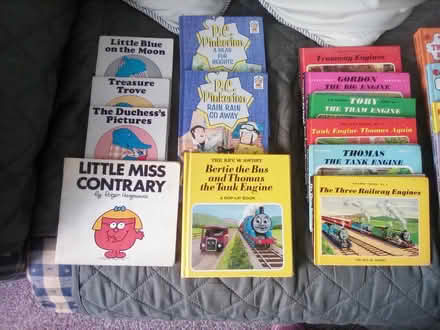 Little Blue
on the Moon
Treasure
Trove
The Duchess's
Pictures
LITTLE MISS
CONTRARY
By Roger Hargreaves
P.C.
Pinkerton
A HEAD
FOR
HEIGHTS
P.C.
Pinkerton
RAIN, RAIN
GO AWAY
THE REV. W. AWDRY
Bertie the Bus
and Thomas
the Tank Engine
A POP-UP BOOK
Tramway Engines
GORDON
THE BIG ENGINE
TOBY
THE TRAM ENGINE
Tank Engine Thomas Again
THOMAS
THE TANK ENGINE
The Three Railway Engines